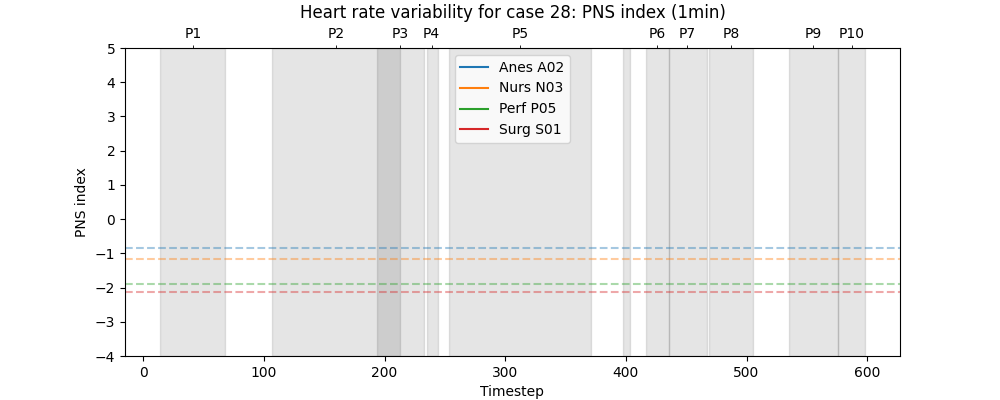 Heart rate variability for case 28: PNS index (1min)
P1 P2 P3 P4 P5 P6 P7 P8 P9 P10
Anes A02
Nurs N03
Perf P05
Surg S01
PNS index
5
4
3
2
1
0
−1
−2
−3
−4
0 100 200 300 400 500 600
Timestep